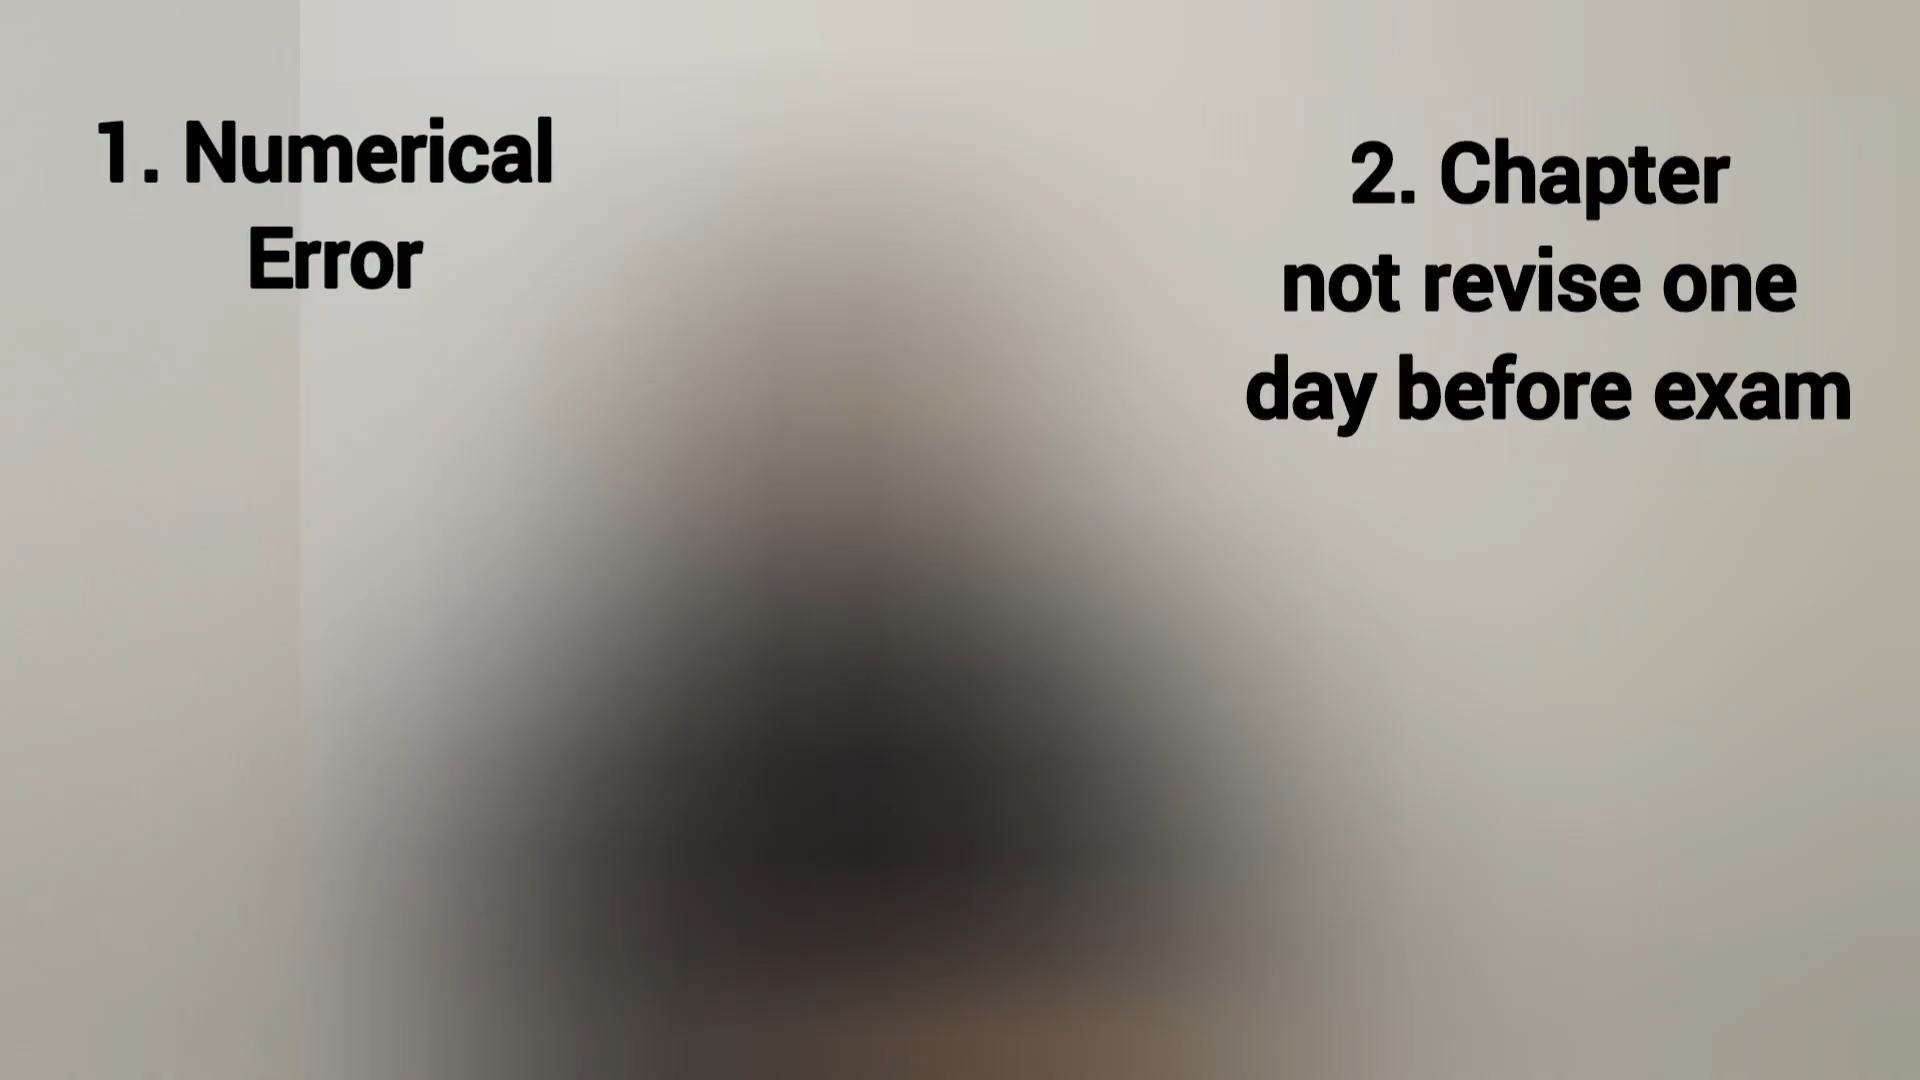 1. Numerical
Error
2. Chapter
not revise one
day before exam